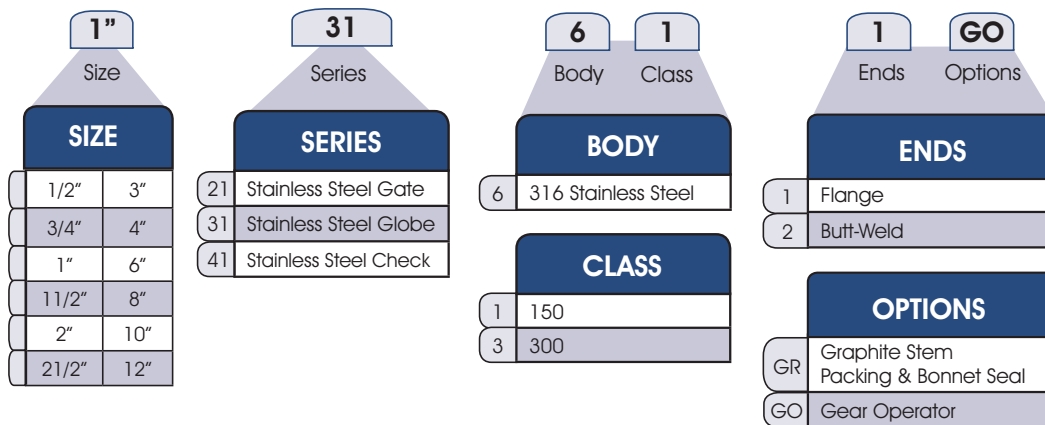 1”
Size
SIZE
1/2” 3”
3/4” 4”
1” 6”
11/2” 8”
2” 10”
21/2” 12”
31
Series
SERIES
21 Stainless Steel Gate
31 Stainless Steel Globe
41 Stainless Steel Check
6 1
Body Class
BODY
6 316 Stainless Steel
CLASS
1 150
3 300
1 GO
Ends Options
ENDS
1 Flange
2 Butt-Weld
OPTIONS
GR Graphite Stem
Packing & Bonnet Seal
GO Gear Operator